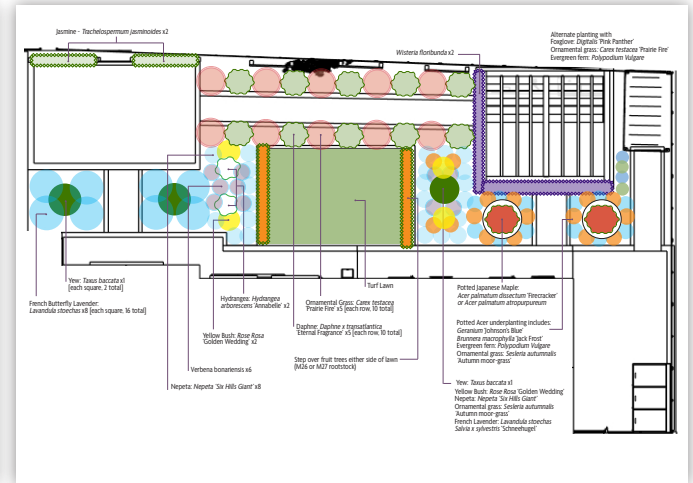 Jasmine - Trachelospermum jasminoides x2
Wisteria floribunda x2
Alternate planting with
Foxglove: Digitalis 'Pink Panther'
Ornamental grass: Carex testacea 'Prairie Fire'
Evergreen fern: Polypodium Vulgare
Yew: Taxus baccata x1
[each square. 2 total]
French Butterfly Lavender:
Lavandula stoechas x8 [each square, 16 total]
Hydrangea: Hydrangea
arborescens 'Annabelle' x2
Ornamental Grass: Carex testacea
'Prairie Fire' x5 [each row, 10 total]
Turf Lawn
Yellow Bush: Rose Rosa
'Golden Wedding' x2
Daphne: Daphne x transatlantica
'Eternal Fragrance' x5 [each row, 10 total]
Step over fruit trees either side of lawn
(M26 or M27 rootstock)
Verbena bonariensis x6
Nepeta: Nepeta 'Six Hills Giant' x8
Potted Japanese Maple:
Acer palmatum dissectum 'Firecracker'
or Acer palmatum atropurpureum
Potted Acer underplanting includes:
Geranium 'Johnson's Blue'
Brunnera macrophylla 'Jack Frost'
Evergreen fern: Polypodium Vulgare
Ornamental grass: Sesleria autumnalis
'Autumn moor-grass'
Yew: Taxus baccata x1
Yellow Bush: Rose Rosa 'Golden Wedding'
Nepeta: Nepeta 'Six Hills Giant'
Ornamental grass: Sesleria autumnalis
'Autumn moor-grass'
French Lavender: Lavandula stoechas
Salvia x sylvestris 'Schneehugel'